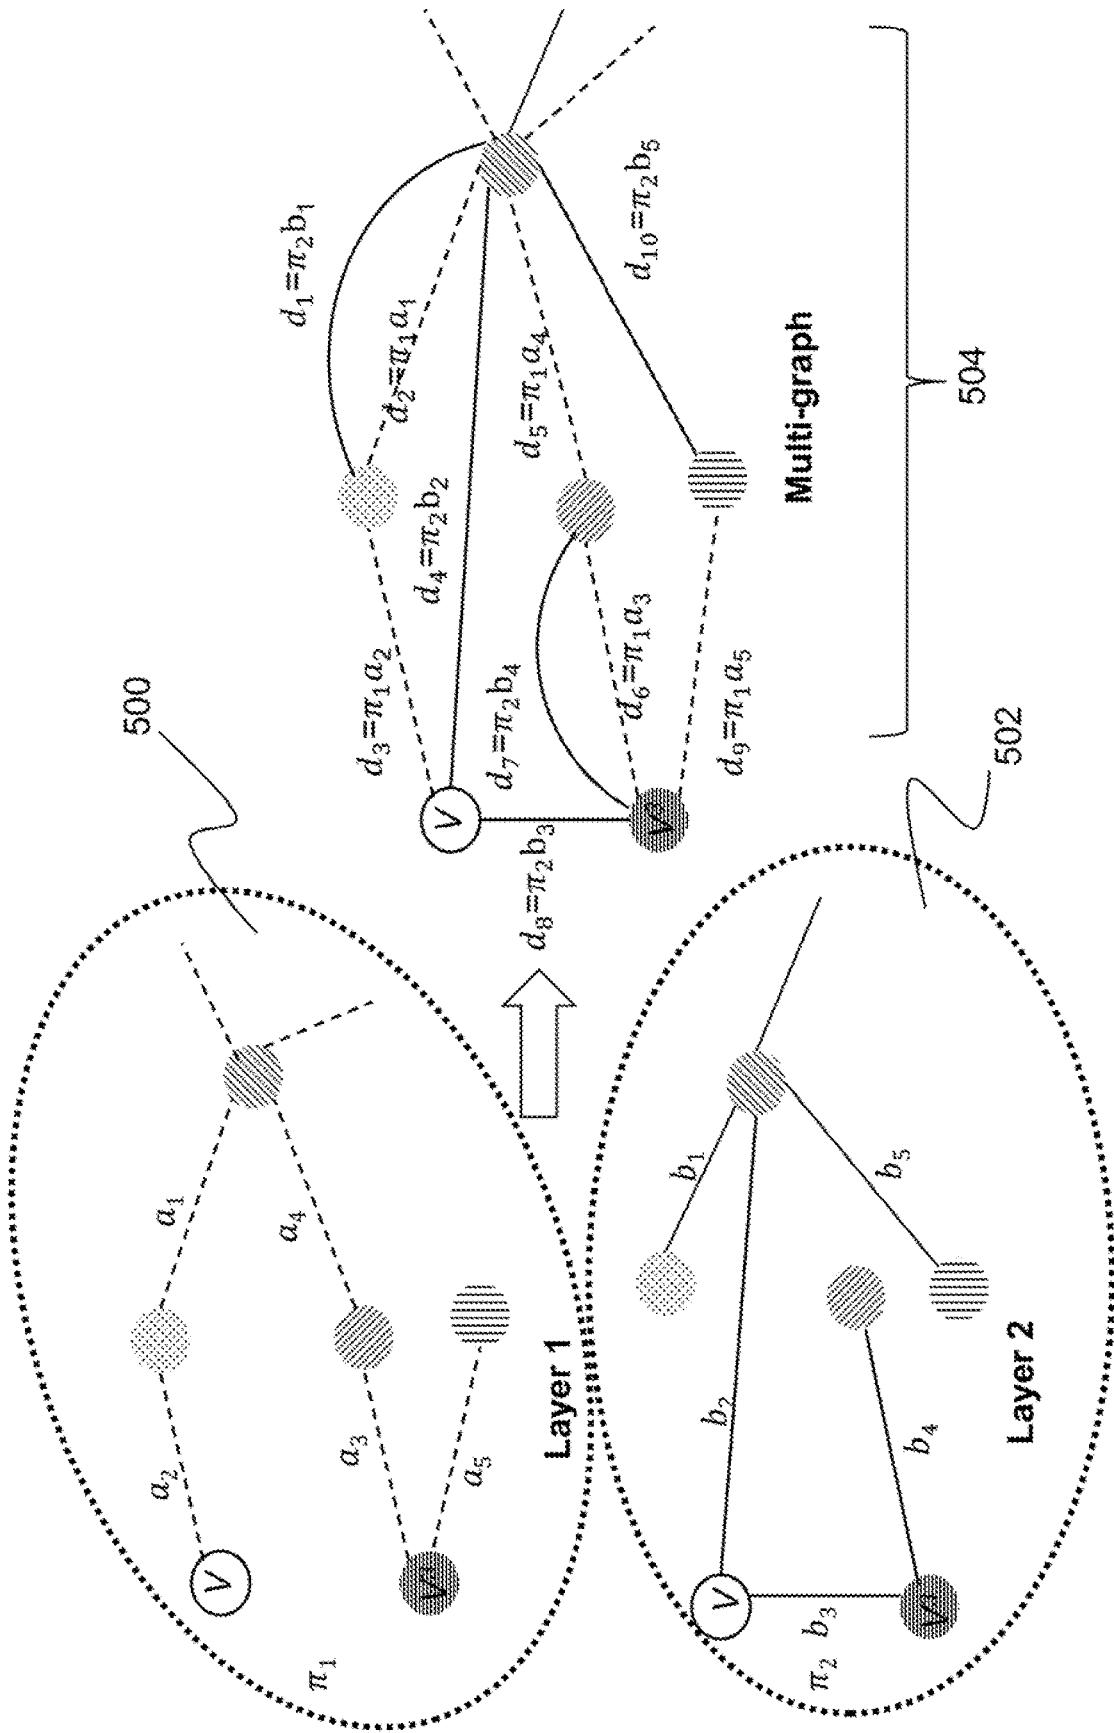 π₁
V
V'
a₂
a₁
a₃
a₄
a₅
Layer 1
500
π₂
V
V'
b₃
b₂
b₁
b₄
b₅
Layer 2
502
V
V'
d₁=π₂b₁
d₂=π₁a₁
d₃=π₁a₂
d₄=π₂b₂
d₅=π₁a₄
d₇=π₂b₄
d₆=π₁a₃
d₈=π₂b₃
d₉=π₁a₅
d₁₀=π₂b₅
Multi-graph
504